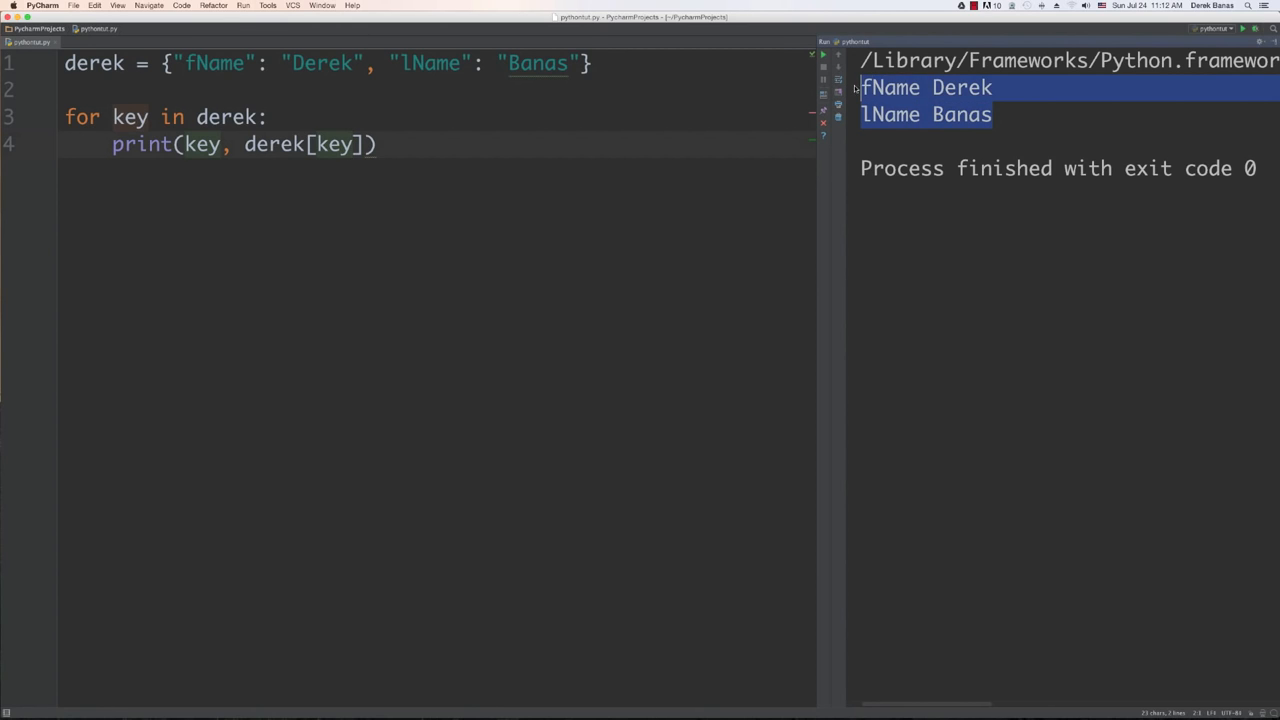 PyCharm File Edit View Navigate Code Refactor Run Tools VCS Window Help
10 Sun Jul 24 11:12 AM Derek Banas
pythontut.py - PycharmProjects - [~/PycharmProjects]
PycharmProjects pythontut.py
pythontut
pythontut.py
Run pythontut
1 derek = {"fName": "Derek", "lName": "Banas"}
2
3 for key in derek:
4 print(key, derek[key])
/Library/Frameworks/Python.framewor
fName Derek
lName Banas
Process finished with exit code 0
23 chars, 2 lines 2:1 LF÷ UTF-8÷